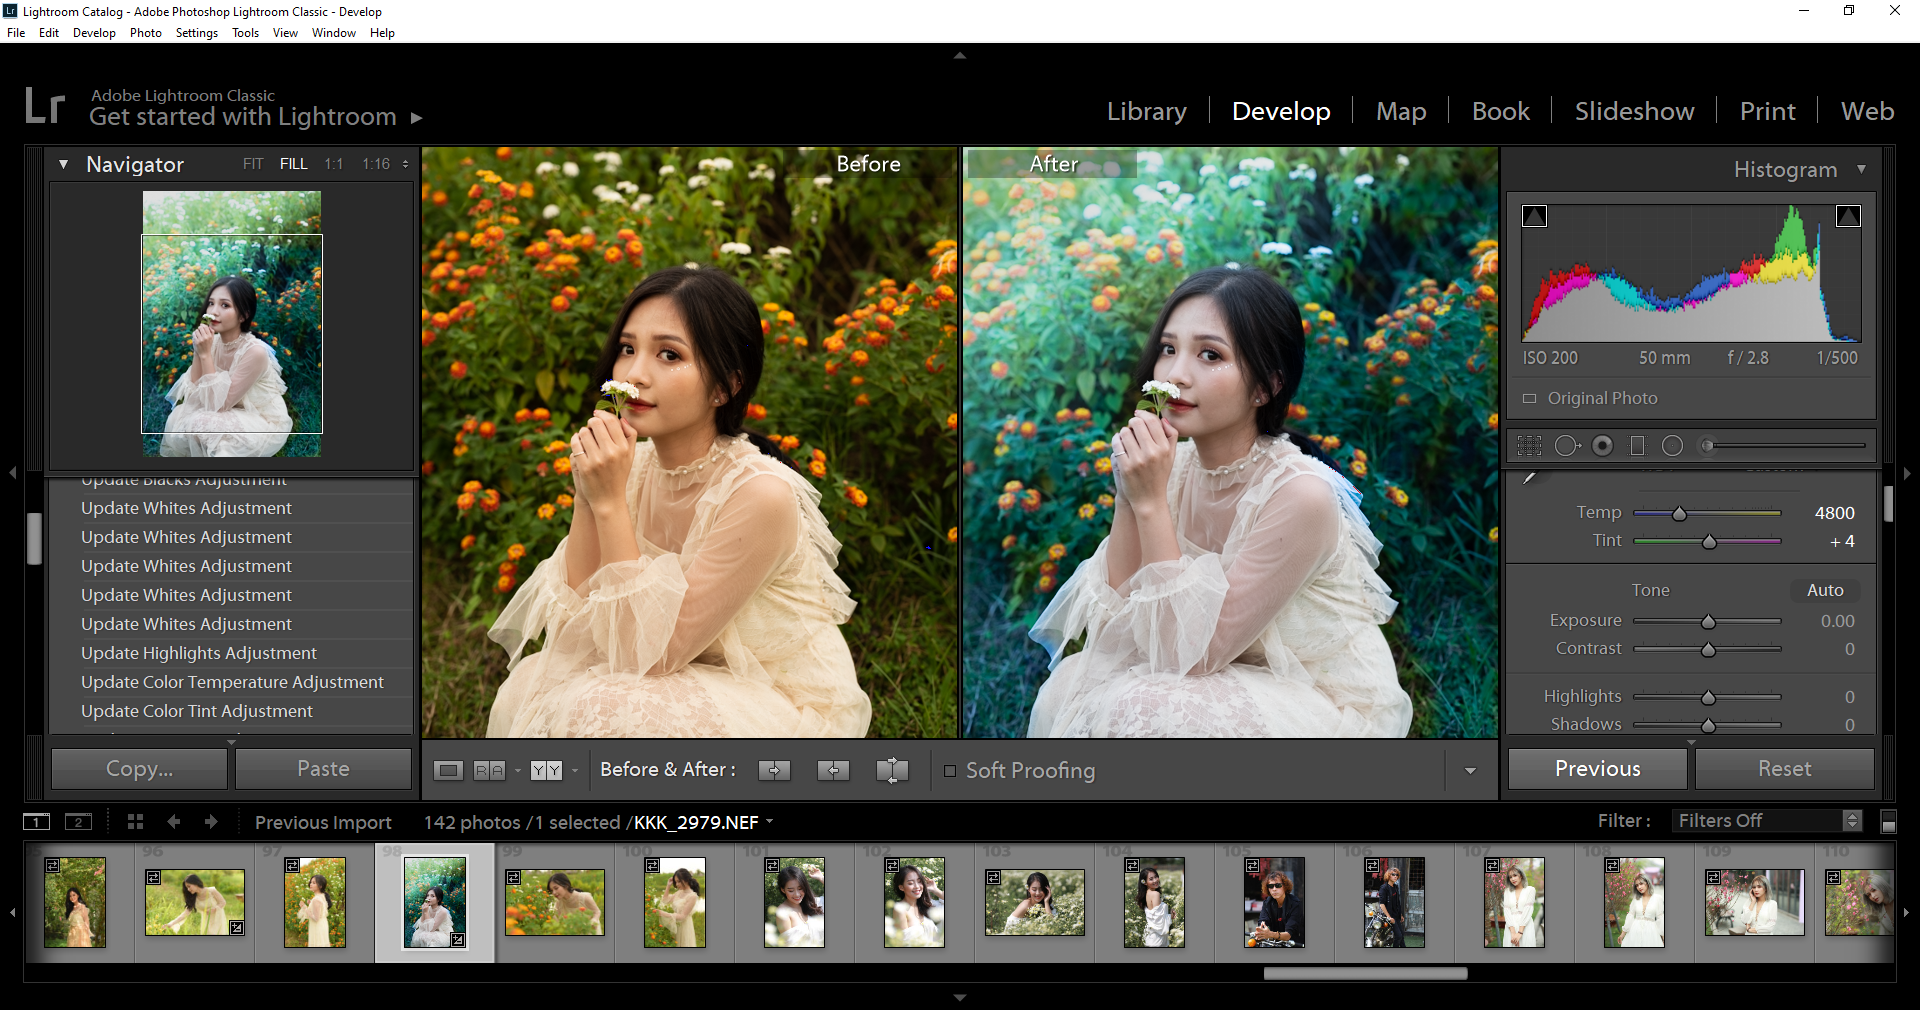 Lr Lightroom Catalog - Adobe Photoshop Lightroom Classic - Develop
File Edit Develop Photo Settings Tools View Window Help
Lr
Adobe Lightroom Classic
Get started with Lightroom
Library Develop Map Book Slideshow Print Web
Navigator FIT FILL 1:1 1:16
Update Blacks Adjustment
Update Whites Adjustment
Update Whites Adjustment
Update Whites Adjustment
Update Whites Adjustment
Update Whites Adjustment
Update Highlights Adjustment
Update Color Temperature Adjustment
Update Color Tint Adjustment
Copy... Paste
Before
After
Before & After : Soft Proofing
R A
Y Y
Histogram
ISO 200 50 mm f / 2.8 1/500
Original Photo
Temp 4800
Tint + 4
Tone Auto
Exposure 0.00
Contrast 0
Highlights 0
Shadows 0
Previous Reset
1 2 Previous Import 142 photos /1 selected /KKK_2979.NEF Filter : Filters Off
96 97 98 99 100 101 102 103 104 105 106 107 108 109 110